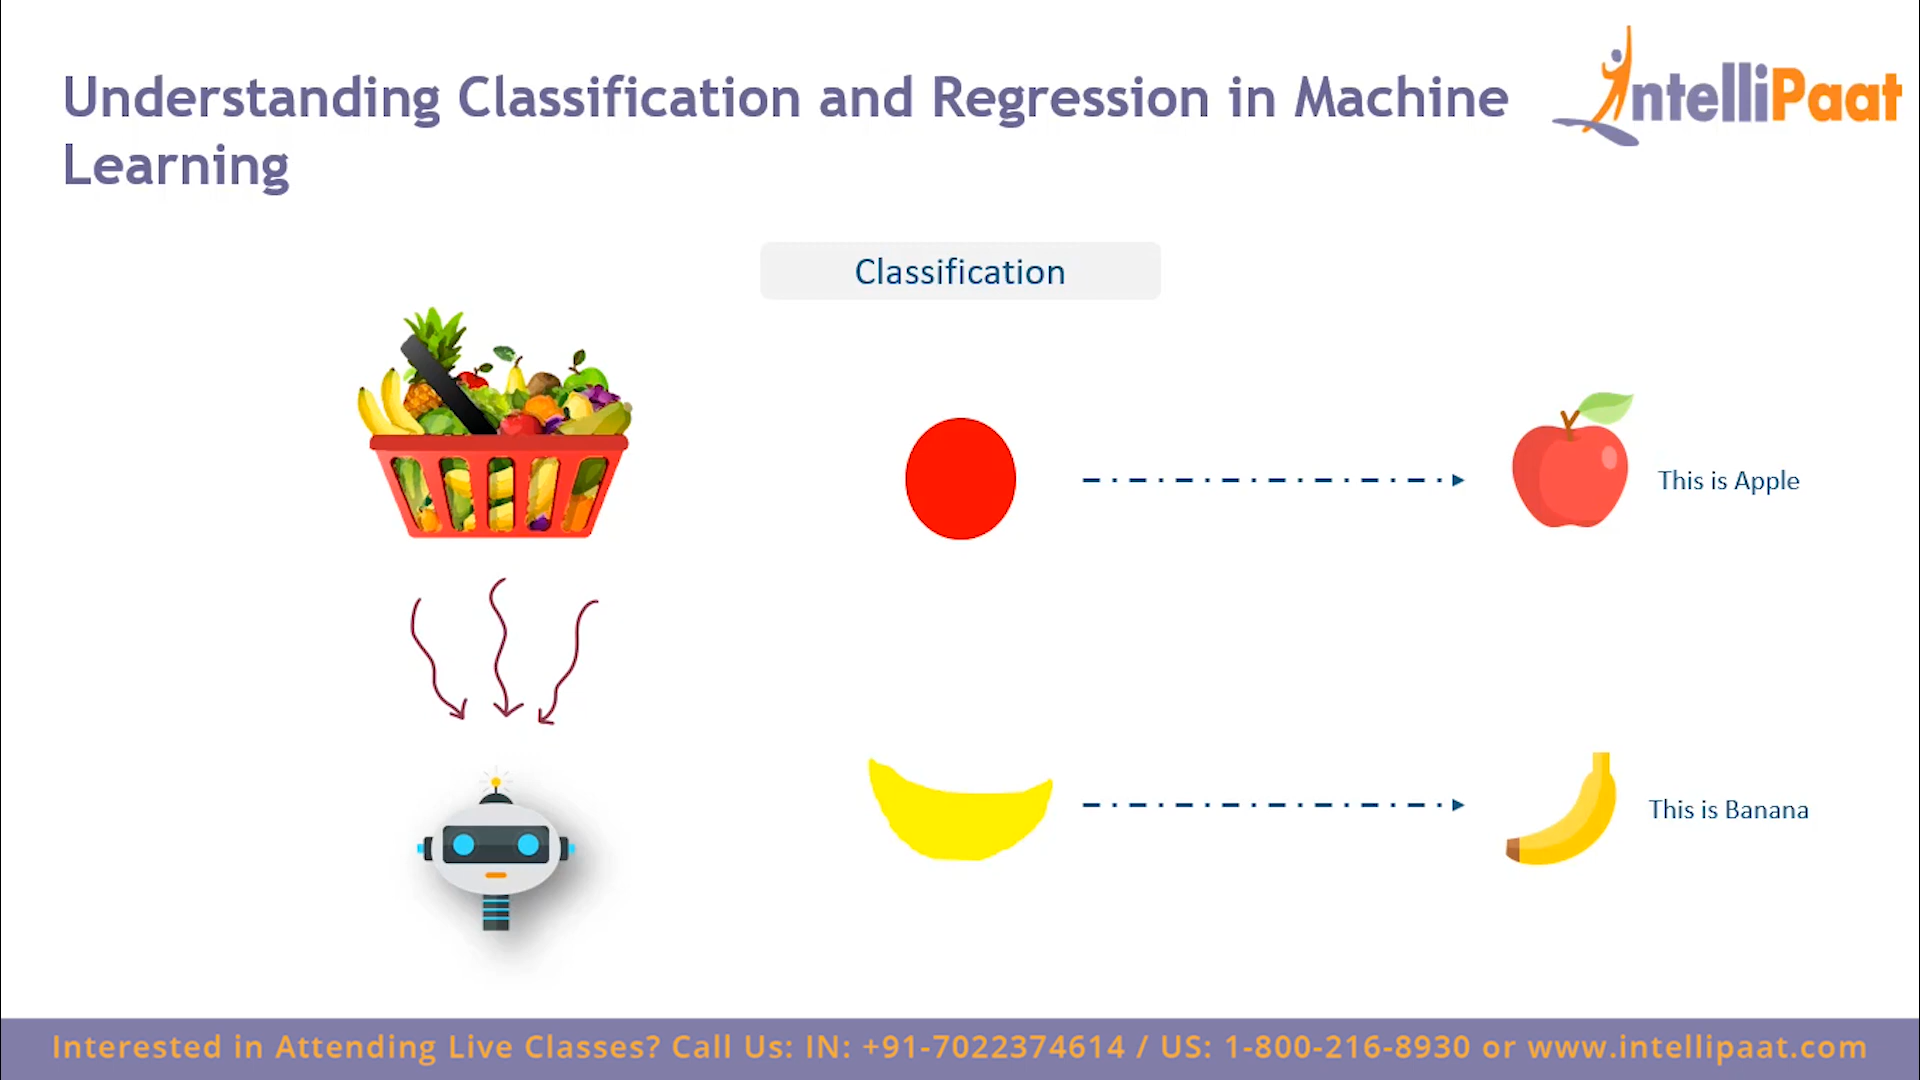 Understanding Classification and Regression in Machine
Learning
IntelliPaat
Classification
This is Apple
This is Banana
Interested in Attending Live Classes? Call Us: IN: +91-7022374614 / US: 1-800-216-8930 or www.intellipaat.com